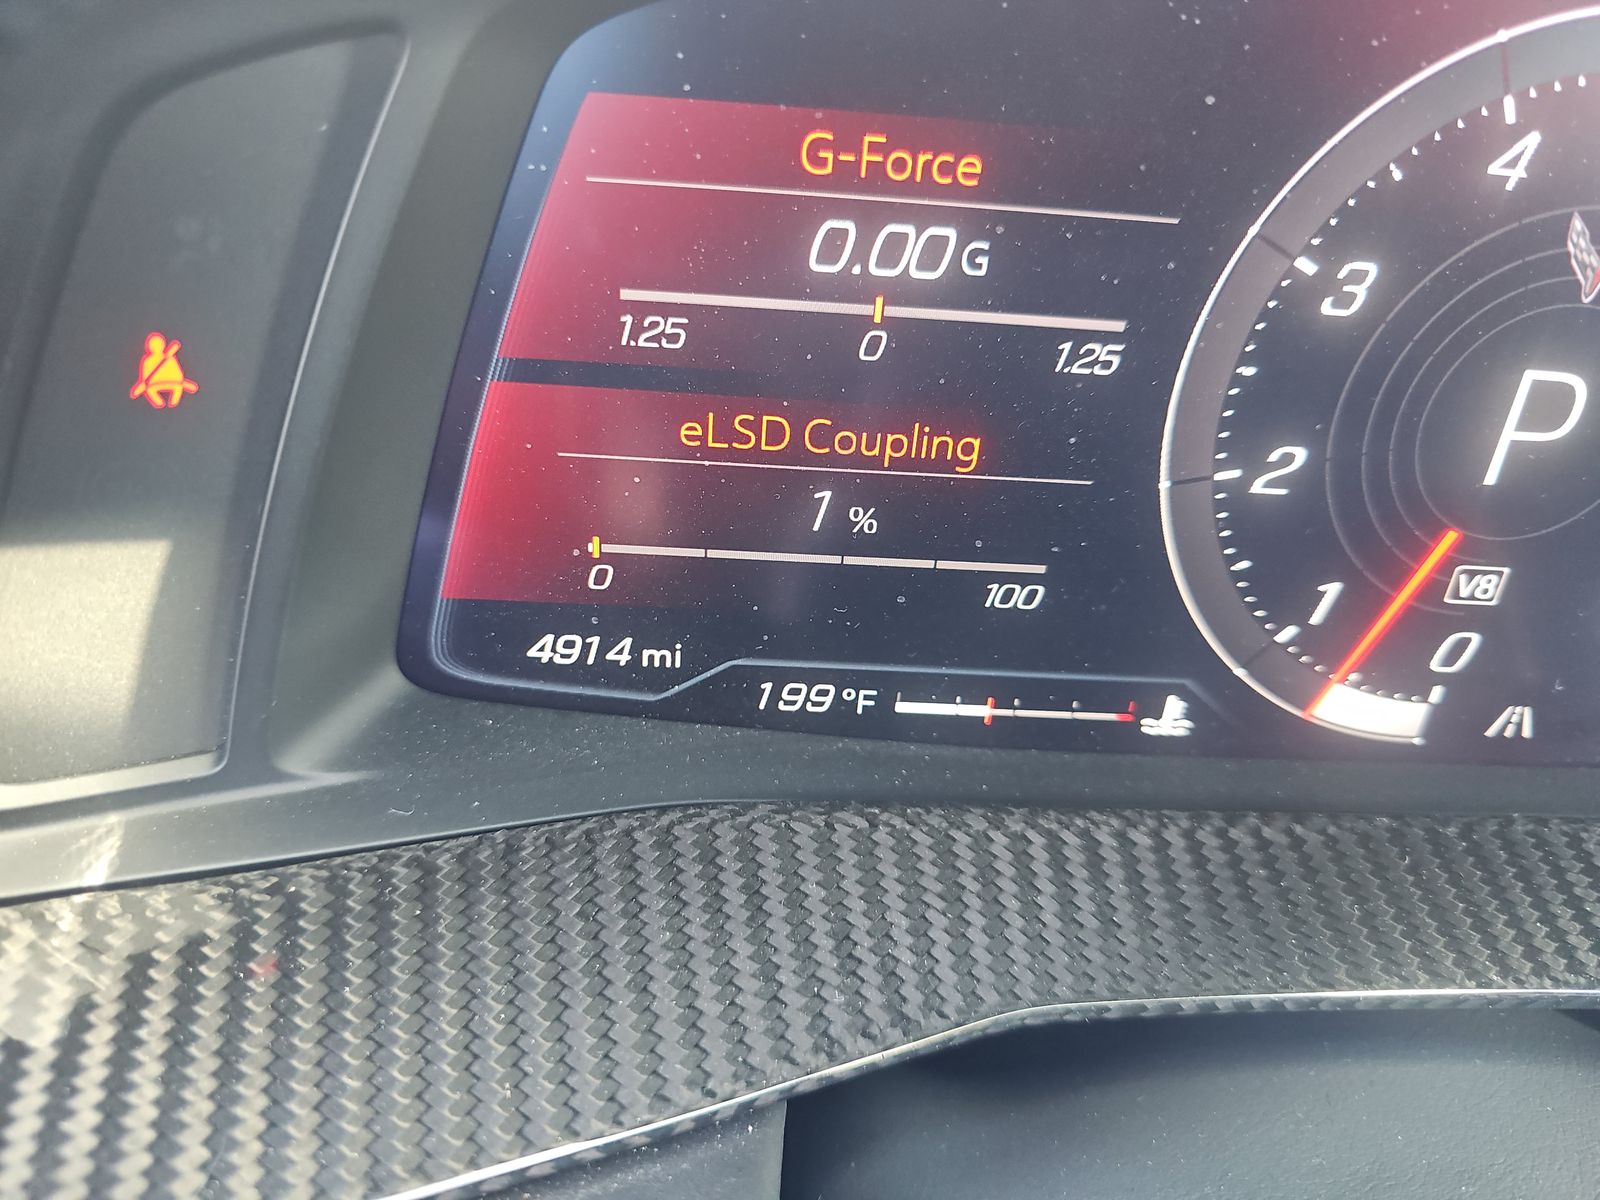 G-Force
0.00 G
1.25 0 1.25
eLSD Coupling
1 %
0 100
4914 mi
199 °F
4
3
2
1
0
P
V8